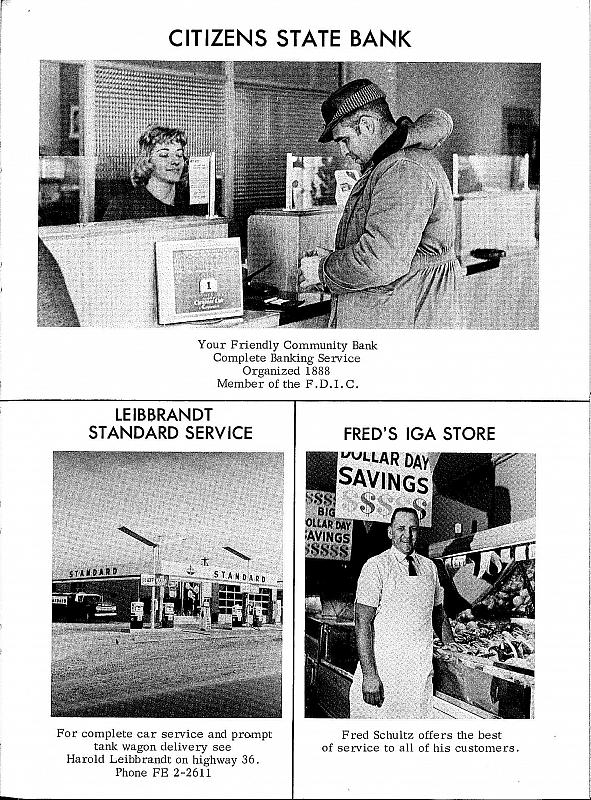 CITIZENS STATE BANK
1
Christmas Club
Your Friendly Community Bank
Complete Banking Service
Organized 1888
Member of the F.D.I.C.
LEIBBRANDT
STANDARD SERVICE
STANDARD
STANDARD
For complete car service and prompt
tank wagon delivery see
Harold Leibbrandt on highway 36.
Phone FE 2-2611
FRED'S IGA STORE
DOLLAR DAY
SAVINGS
$$$$
$$$$
BIG
DOLLAR DAY
SAVINGS
$$$$$
Fred Schultz offers the best
of service to all of his customers.